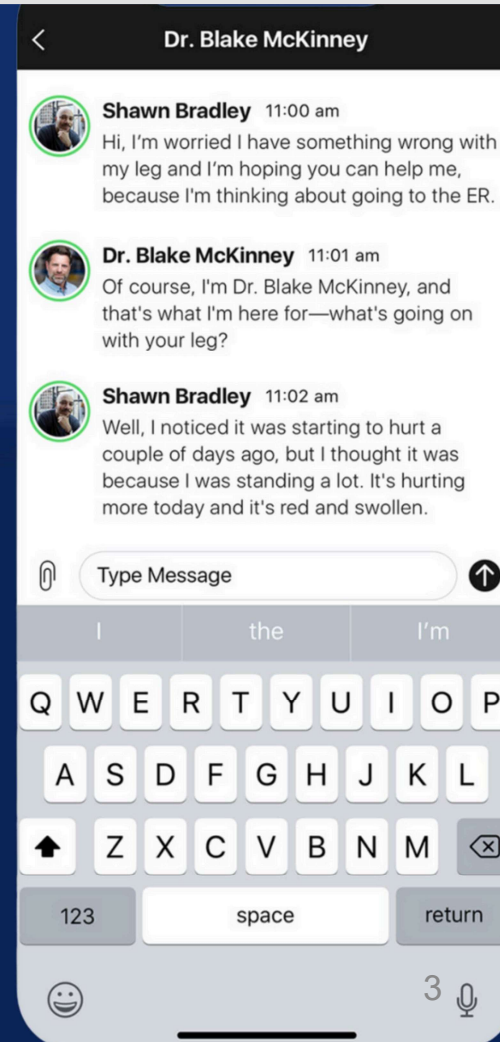 Dr. Blake McKinney
Shawn Bradley 11:00 am
Hi, I’m worried I have something wrong with
my leg and I’m hoping you can help me,
because I'm thinking about going to the ER.
Dr. Blake McKinney 11:01 am
Of course, I'm Dr. Blake McKinney, and
that's what I'm here for—what's going on
with your leg?
Shawn Bradley 11:02 am
Well, I noticed it was starting to hurt a
couple of days ago, but I thought it was
because I was standing a lot. It's hurting
more today and it's red and swollen.
Type Message
I the I’m
Q W E R T Y U I O P
A S D F G H J K L
Z X C V B N M
123 space return
3